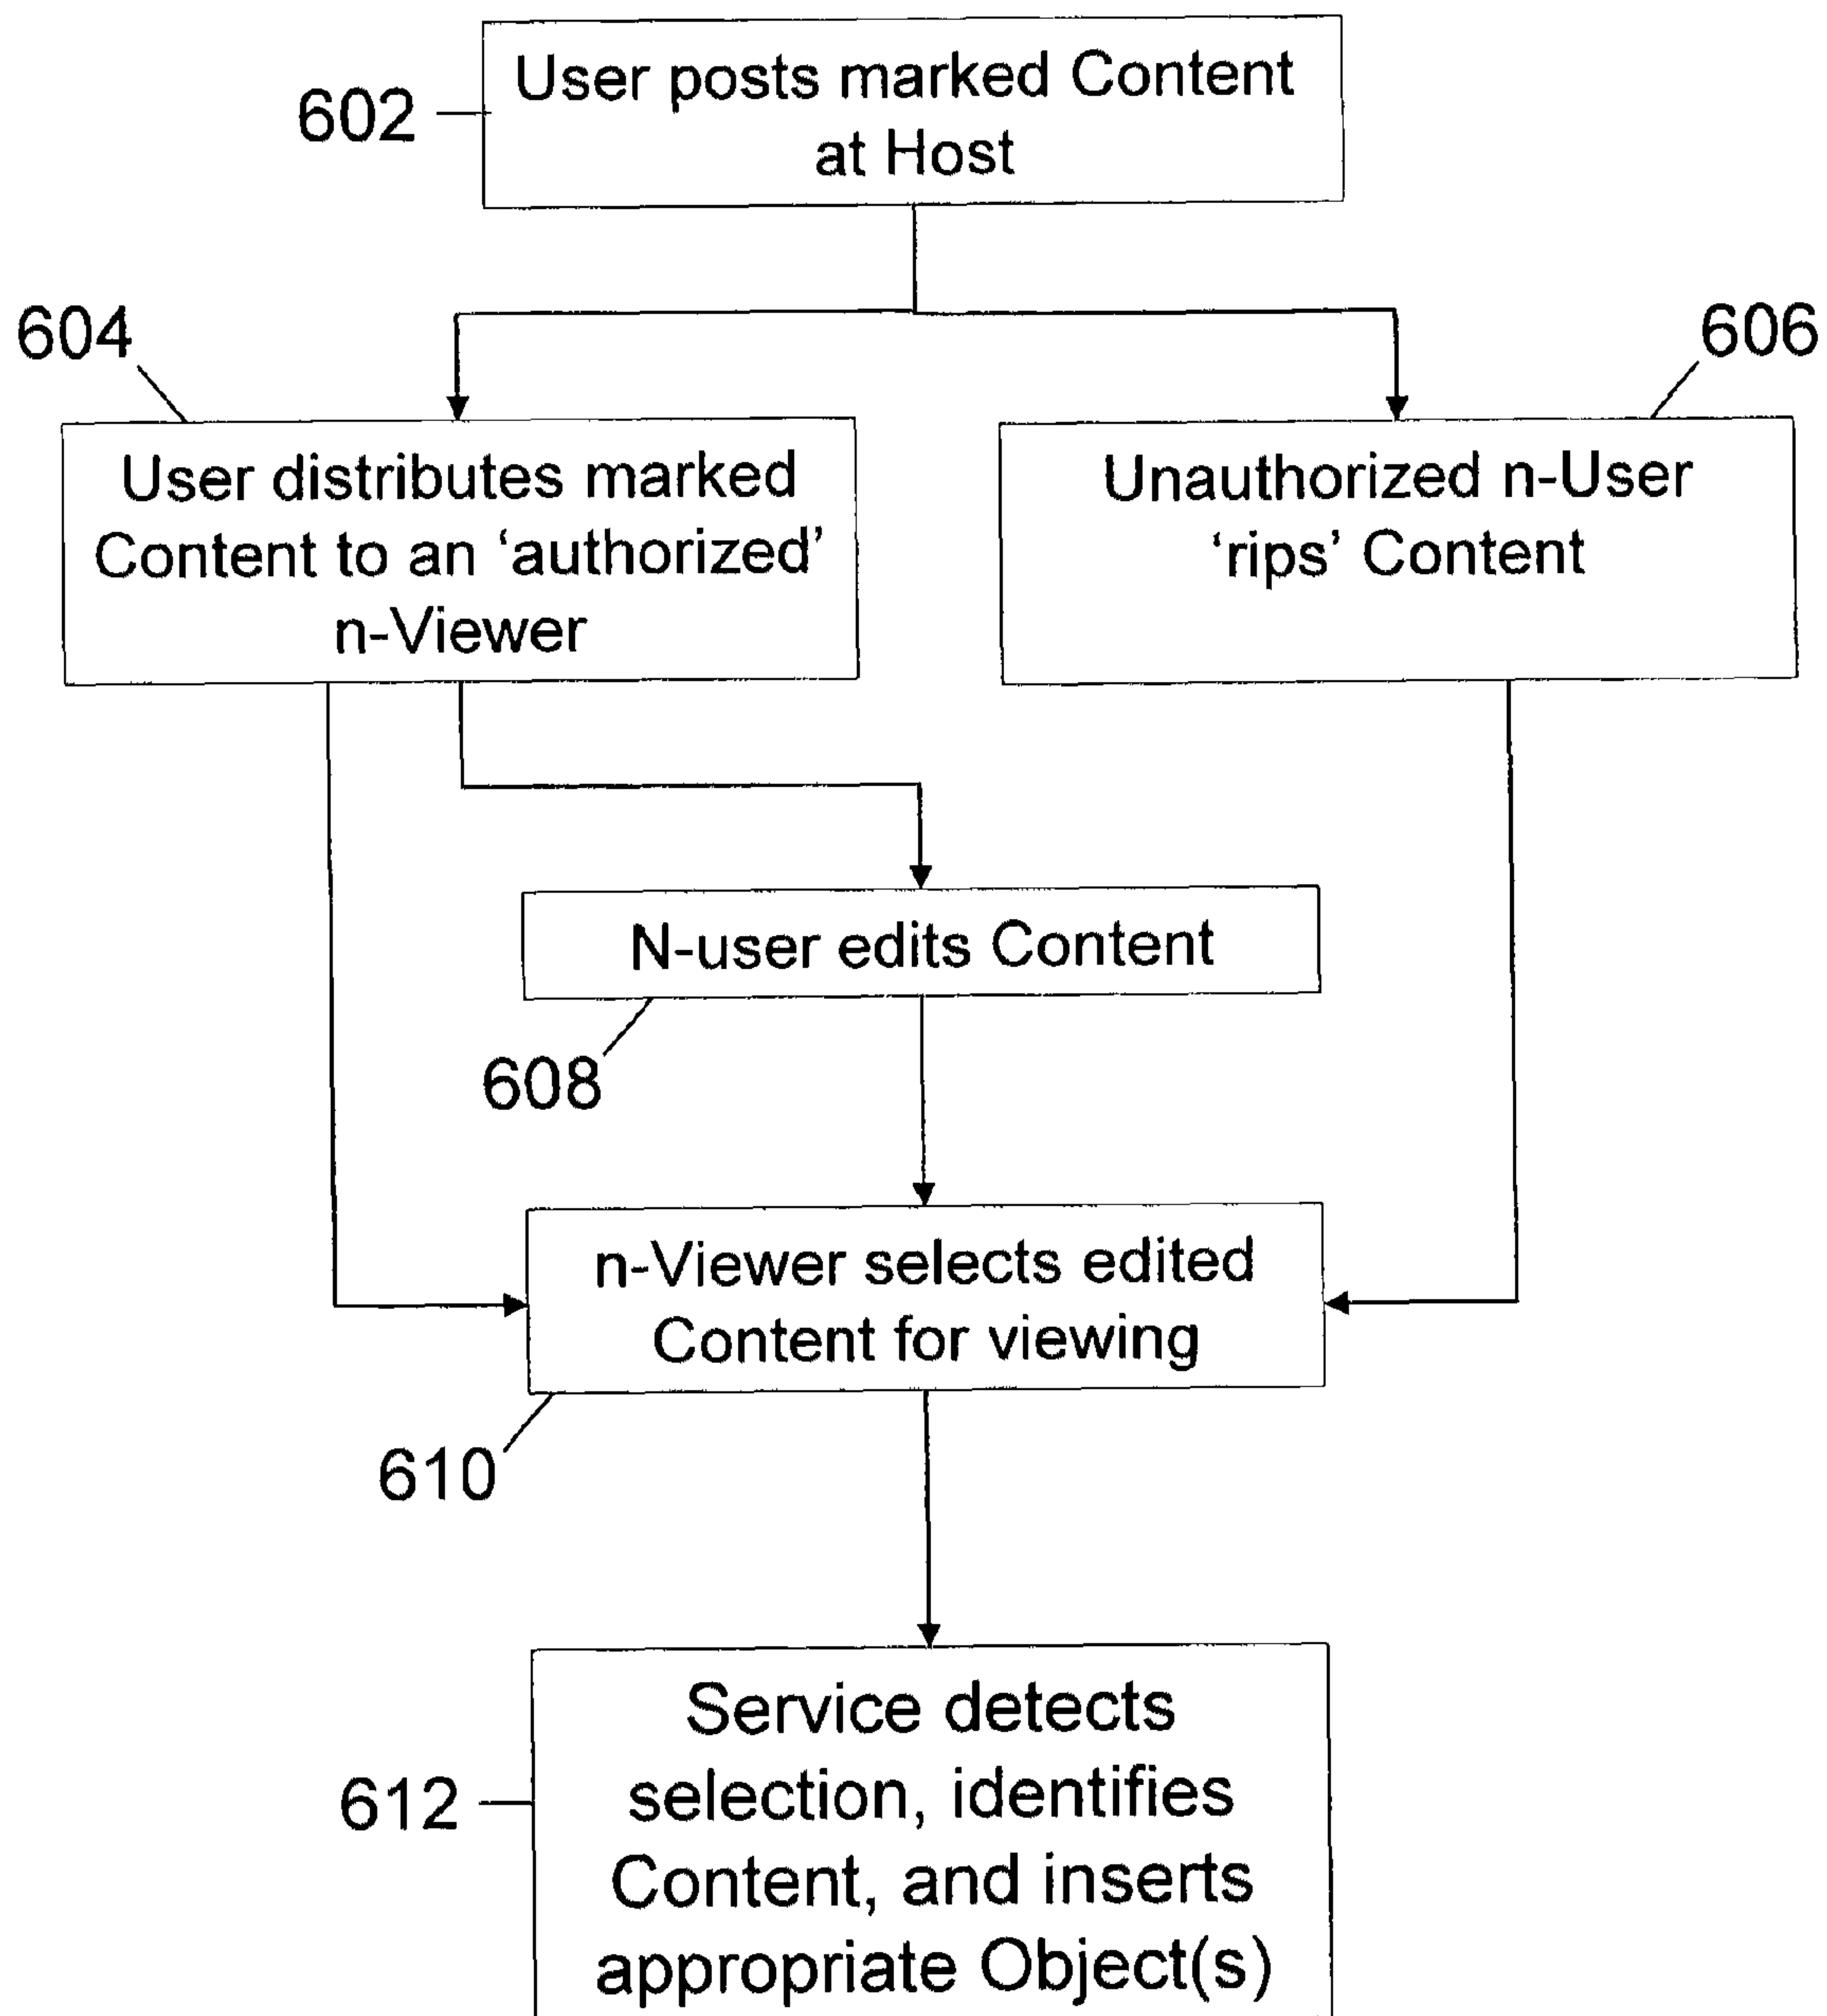 602
User posts marked Content
at Host
604
606
User distributes marked
Content to an ‘authorized’
n-Viewer
Unauthorized n-User
‘rips’ Content
N-user edits Content
608
n-Viewer selects edited
Content for viewing
610
612
Service detects
selection, identifies
Content, and inserts
appropriate Object(s)